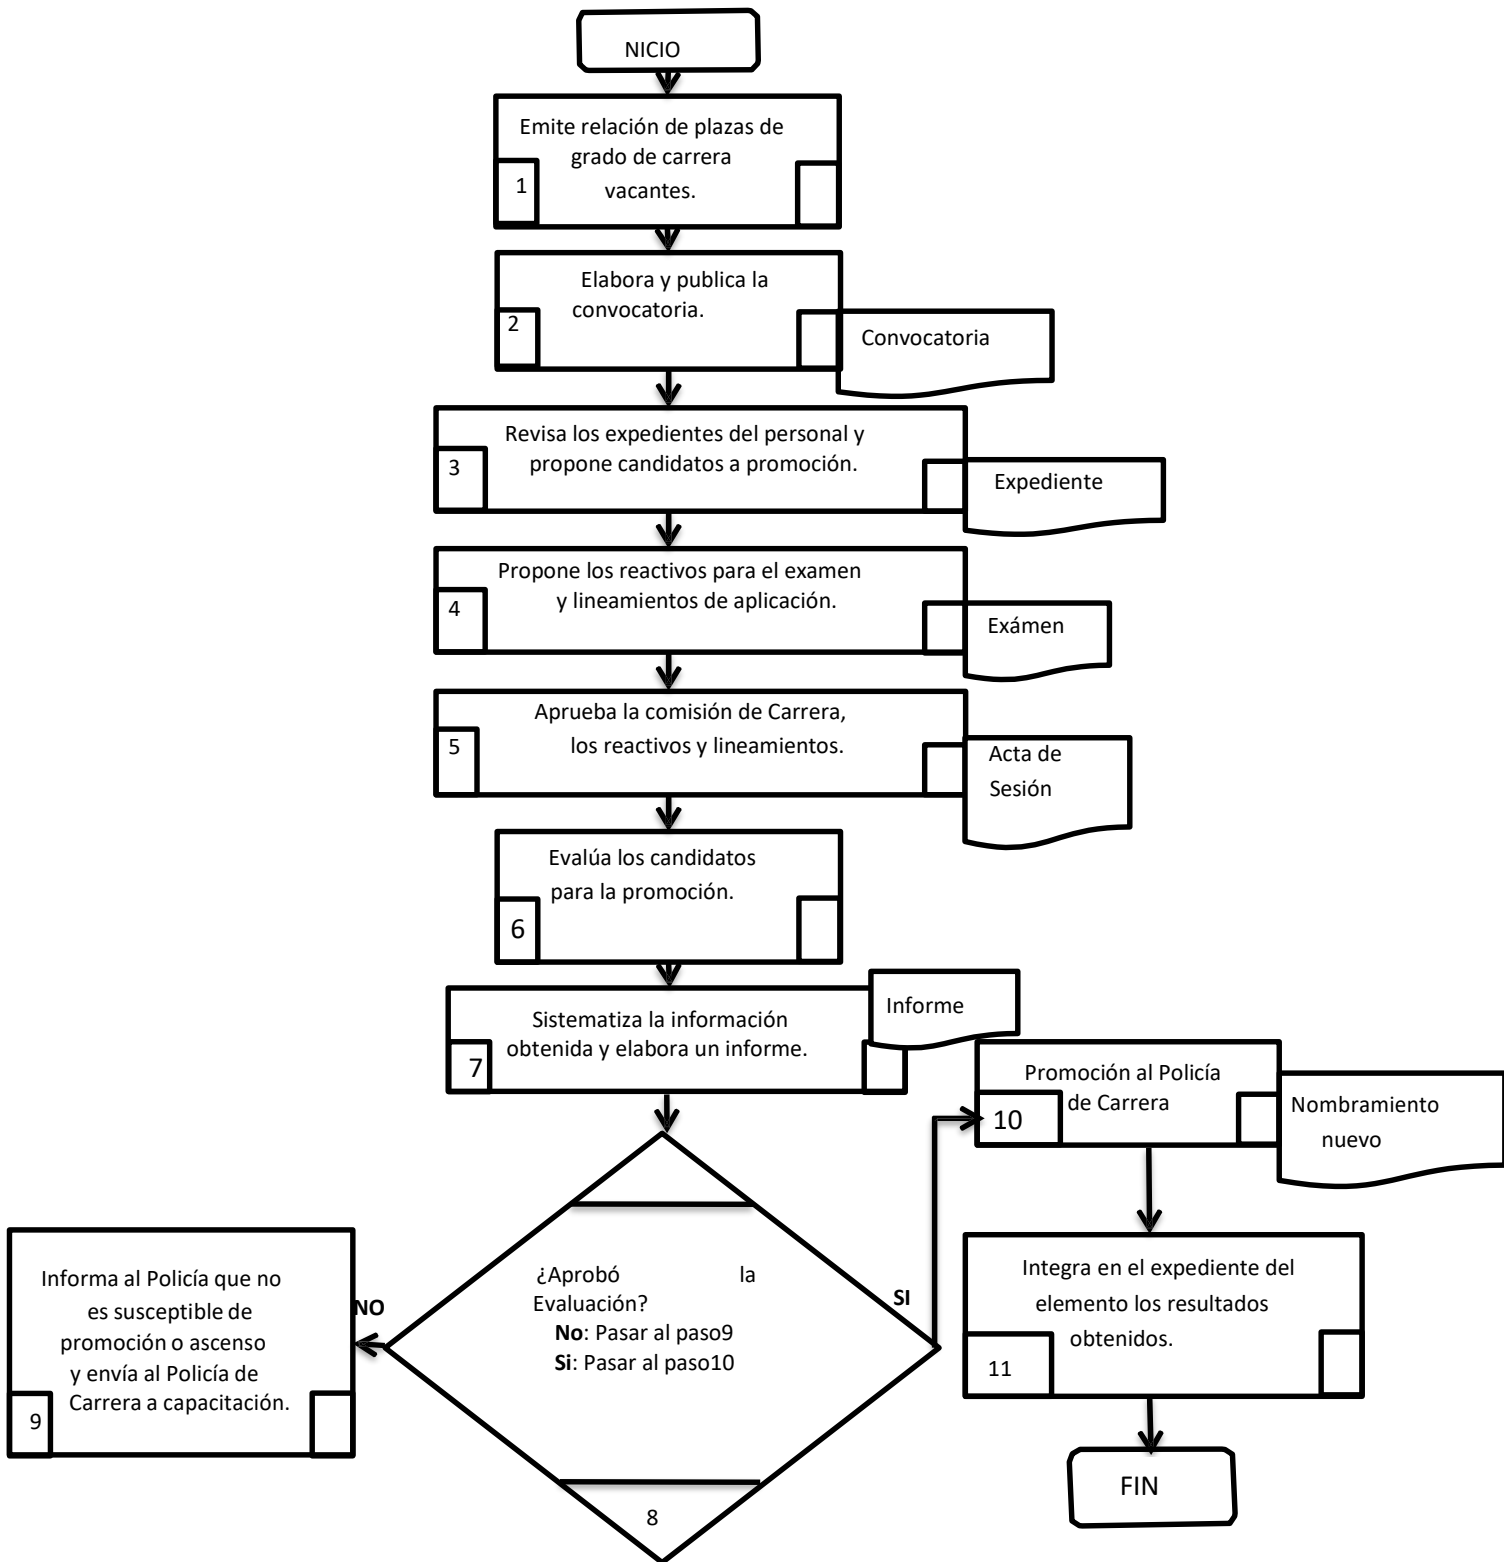 NICIO
Emite relación de plazas de
grado de carrera
vacantes.
1
Elabora y publica la
convocatoria.
2
Convocatoria
Revisa los expedientes del personal y
propone candidatos a promoción.
3
Expediente
Propone los reactivos para el examen
y lineamientos de aplicación.
4
Exámen
Aprueba la comisión de Carrera,
los reactivos y lineamientos.
5
Acta de
Sesión
Evalúa los candidatos
para la promoción.
6
Sistematiza la información
obtenida y elabora un informe.
7
Informe
¿Aprobó la
Evaluación?
No: Pasar al paso9
Si: Pasar al paso10
8
NO
SI
Informa al Policía que no
es susceptible de
promoción o ascenso
y envía al Policía de
Carrera a capacitación.
9
Promoción al Policía
de Carrera
10
Nombramiento
nuevo
Integra en el expediente del
elemento los resultados
obtenidos.
11
FIN